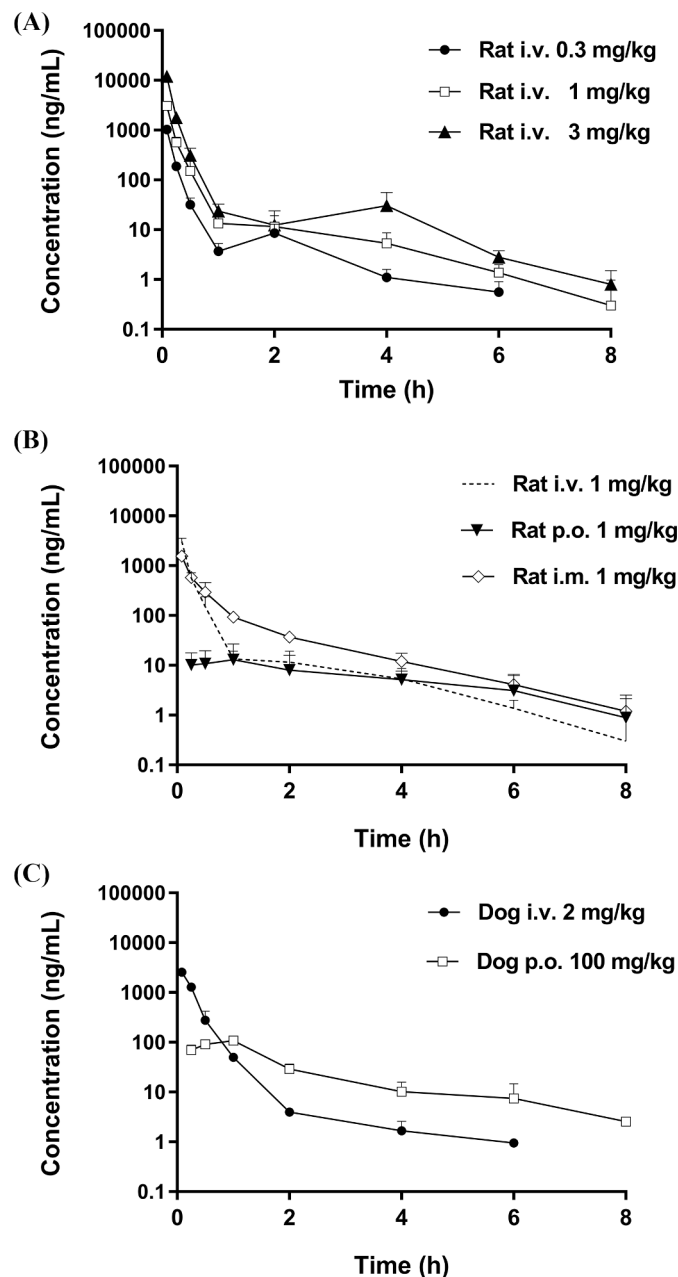 (A)
Concentration (ng/mL)
100000
10000
1000
100
10
1
0.1
0 2 4 6 8
Time (h)
Rat i.v. 0.3 mg/kg
Rat i.v. 1 mg/kg
Rat i.v. 3 mg/kg
(B)
Concentration (ng/mL)
100000
10000
1000
100
10
1
0.1
0 2 4 6 8
Time (h)
Rat i.v. 1 mg/kg
Rat p.o. 1 mg/kg
Rat i.m. 1 mg/kg
(C)
Concentration (ng/mL)
100000
10000
1000
100
10
1
0.1
0 2 4 6 8
Time (h)
Dog i.v. 2 mg/kg
Dog p.o. 100 mg/kg